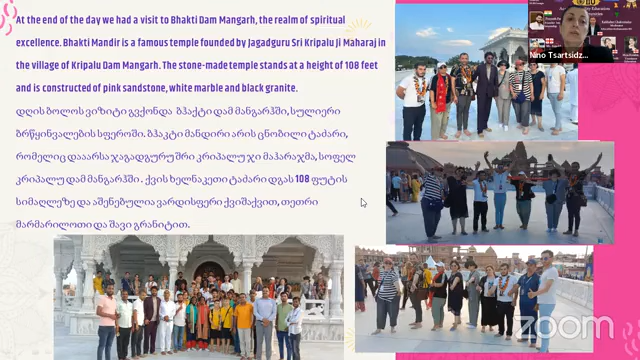 At the end of the day we had a visit to Bhakti Dam Mangarh, the realm of spiritual
excellence. Bhakti Mandir is a famous temple founded by Jagadguru Sri Kripalu Ji Maharaj in
the village of Kripalu Dam Mangarh. The stone-made temple stands at a height of 108 feet
and is constructed of pink sandstone, white marble and black granite.
დღის ბოლოს ვიზიტი გვქონდა ბჰაქტი დამ მანგარჰში, სულიერი
ბრწყინვალების სფეროში. ბჰაკტი მანდირი არის ცნობილი ტაძარი,
რომელიც დააარსა ჯაგადგურუ შრი კრიპალუ ჯი მაჰარაჯმა, სოფელ
კრიპალუ დამ მანგარჰში . ქვის ხელნაკეთი ტაძარი დგას 108 ფუტის
სიმაღლეზე და აშენებულია ვარდისფერი ქვიშაქვით, თეთრი
მარმარილოთი და შავი გრანიტით.
Nino Tsartsidz...
zoom